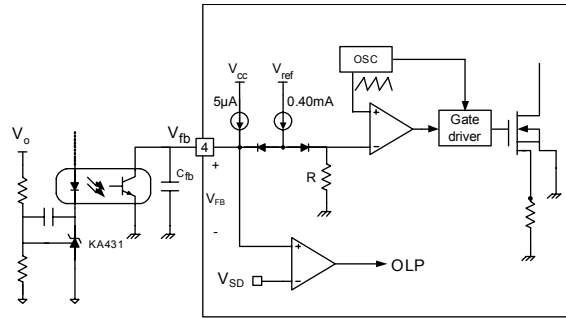 OSC
Vcc
Vref
5µA
0.40mA
+
-
Gate
driver
Vo
Vfb
4
+
Cfb
VFB
-
R
KA431
+
-
VSD
OLP